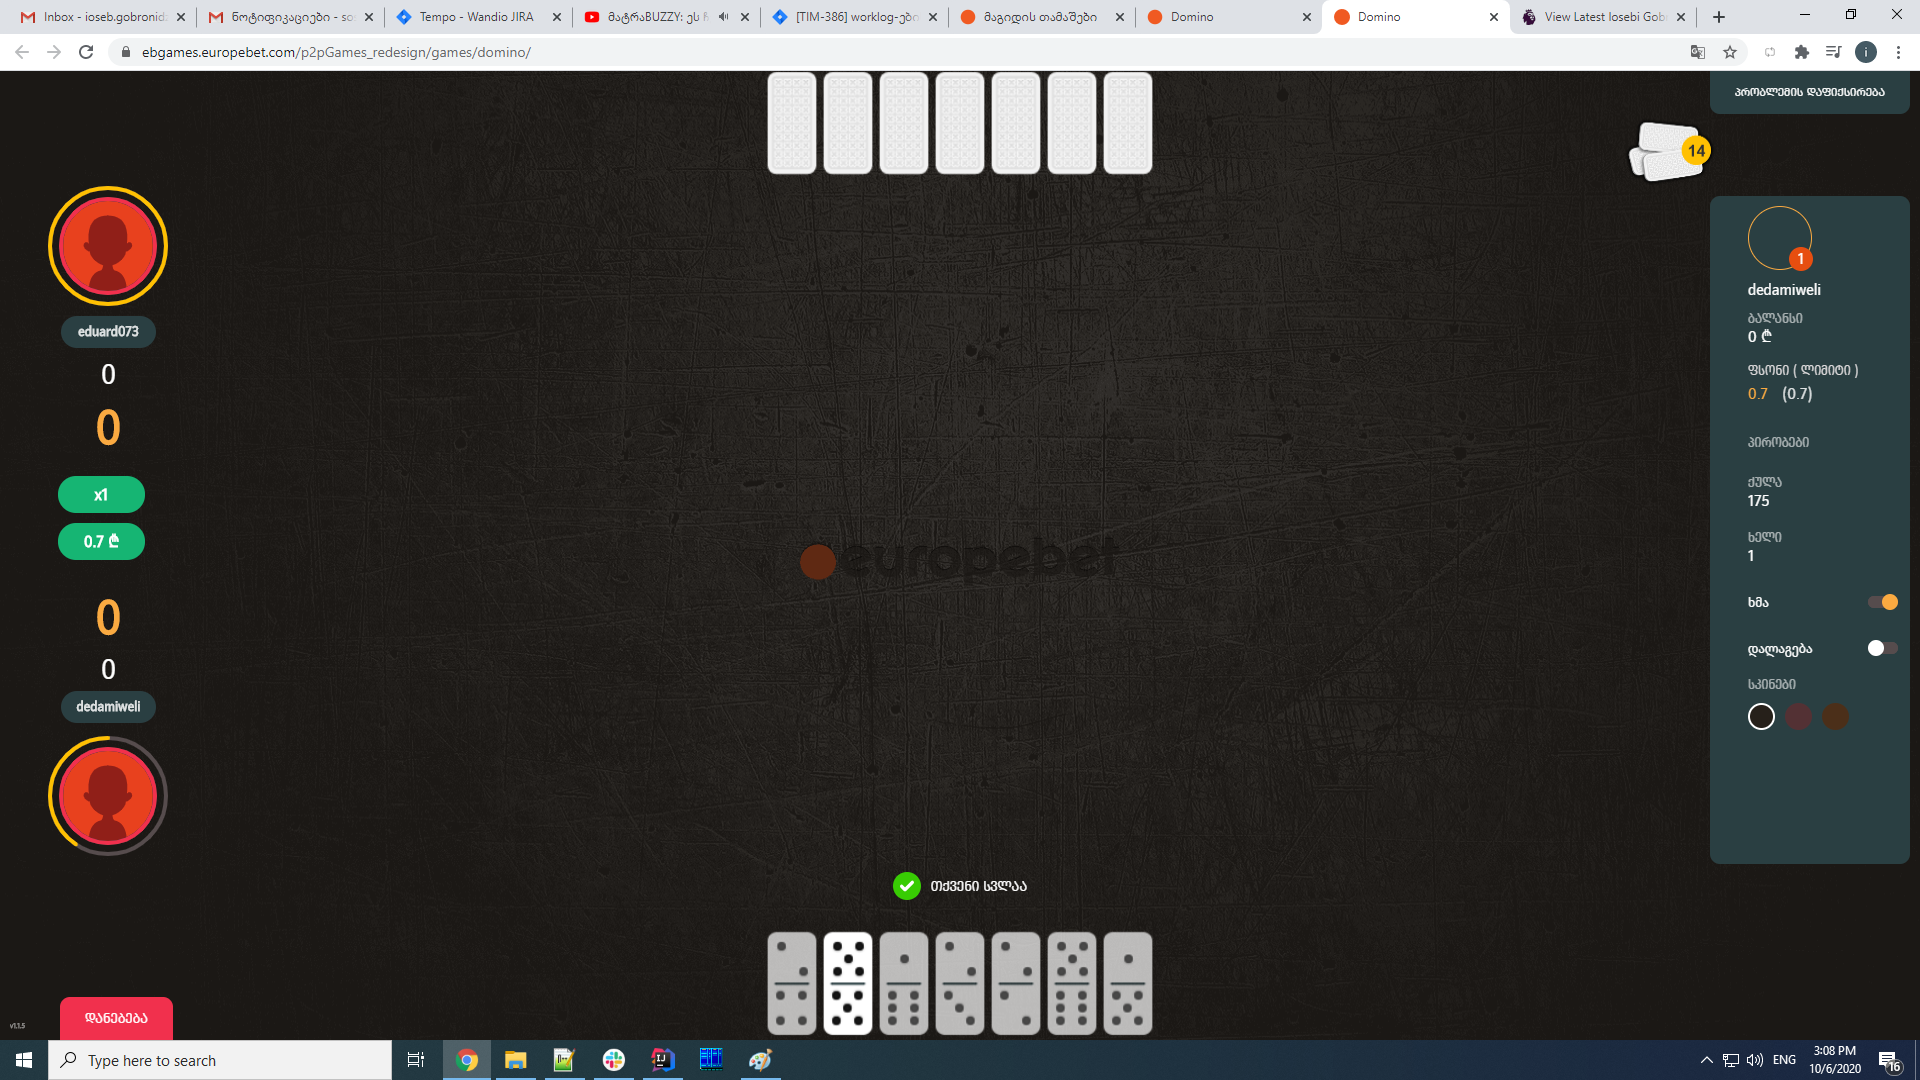 Inbox - ioseb.gobronid
ნოტიფიკაციები - so
Tempo - Wandio JIRA
მატრაBUZZY: ეს
[TIM-386] worklog-ები
მაგიდის თამაშები
Domino
Domino
View Latest Iosebi Gob
ebgames.europebet.com/p2pGames_redesign/games/domino/
i
პრობლემის დაფიქსირება
14
eduard073
0
0
x1
0.7 ₾
0
0
dedamiweli
europebet
1
dedamiweli
ბალანსი
0 ₾
ფსონი ( ლიმიტი )
0.7 (0.7)
პირობები
ქულა
175
ხელი
1
ხმა
დალაგება
სკინები
თქვენი სვლაა
დანებება
v1.1.5
Type here to search
ENG
3:08 PM
10/6/2020
16